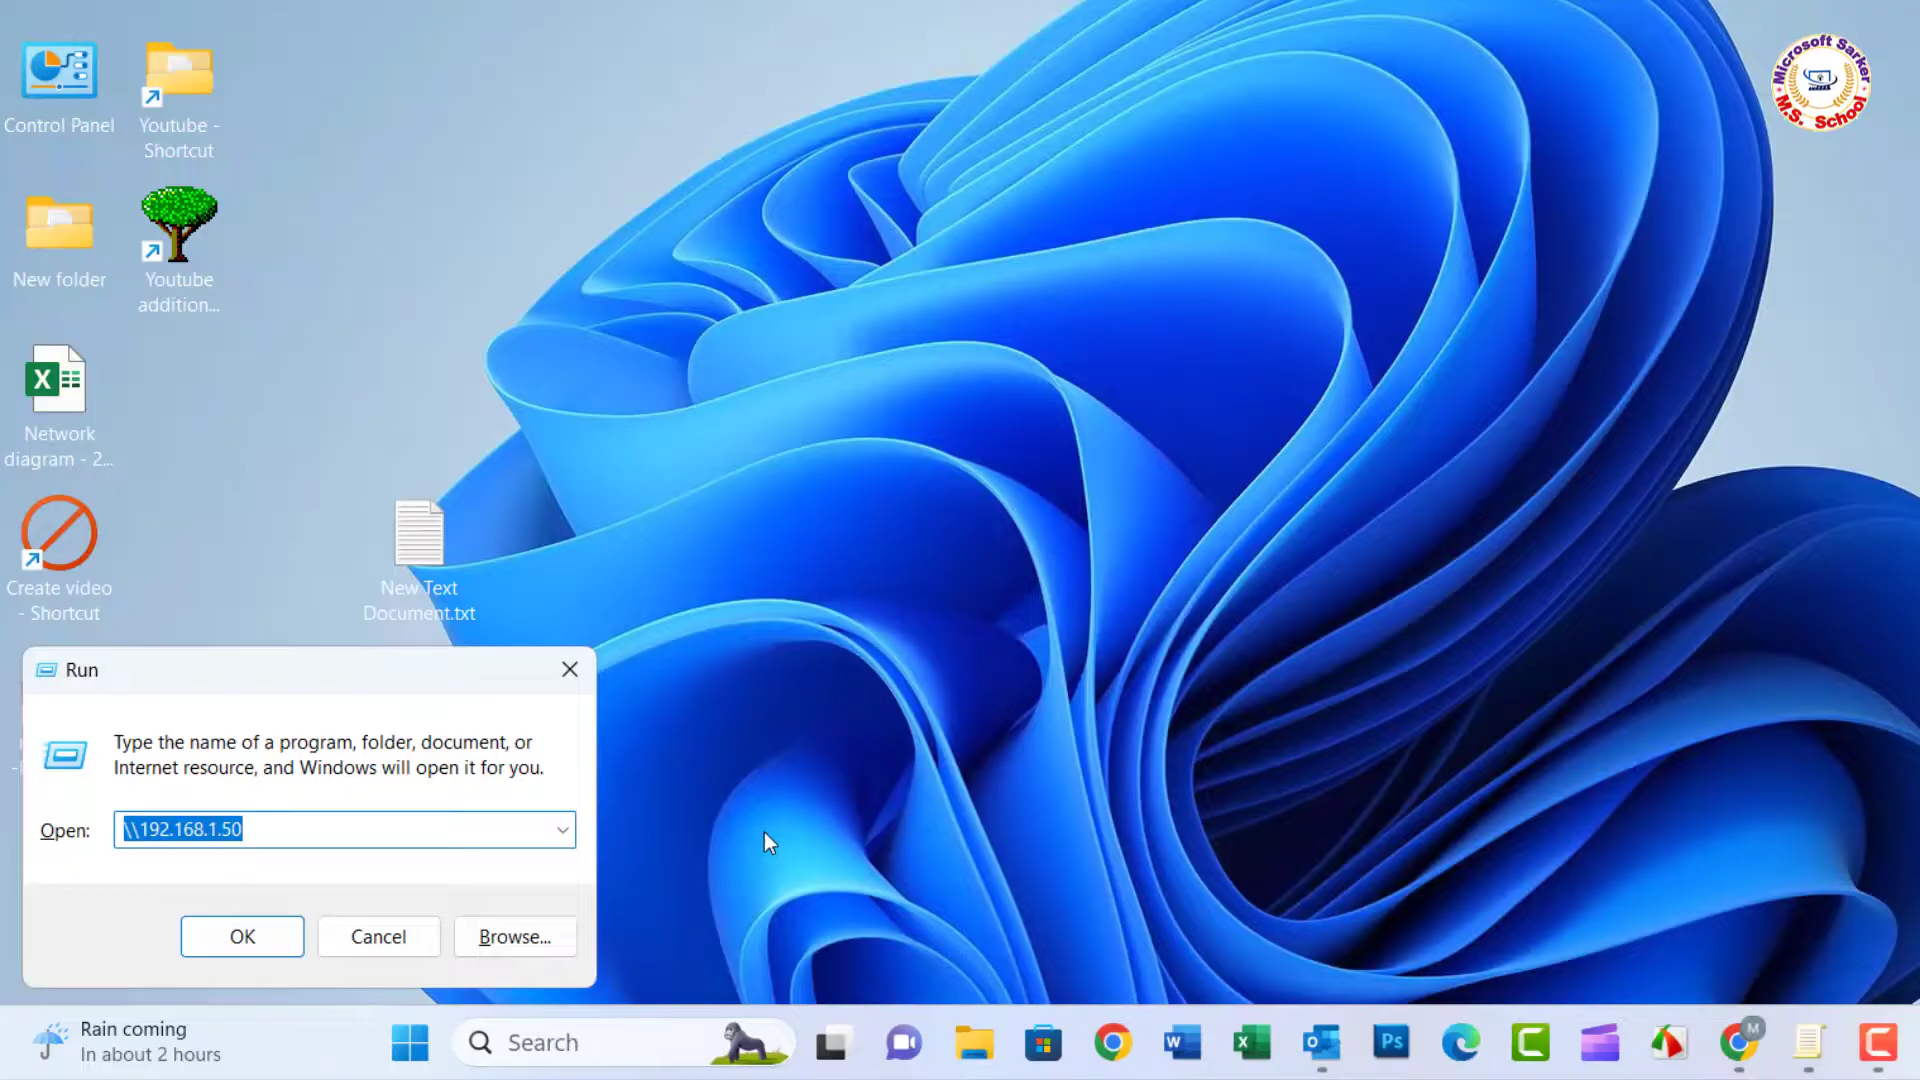 Control Panel
Youtube -
Shortcut
New folder
Youtube
addition...
Network
diagram - 2...
Create video
- Shortcut
New Text
Document.txt
Microsoft Sarker
M.S. School
Run
Type the name of a program, folder, document, or
Internet resource, and Windows will open it for you.
Open:
\\192.168.1.50
OK
Cancel
Browse...
Rain coming
In about 2 hours
Search
W
X
O
Ps
M
X